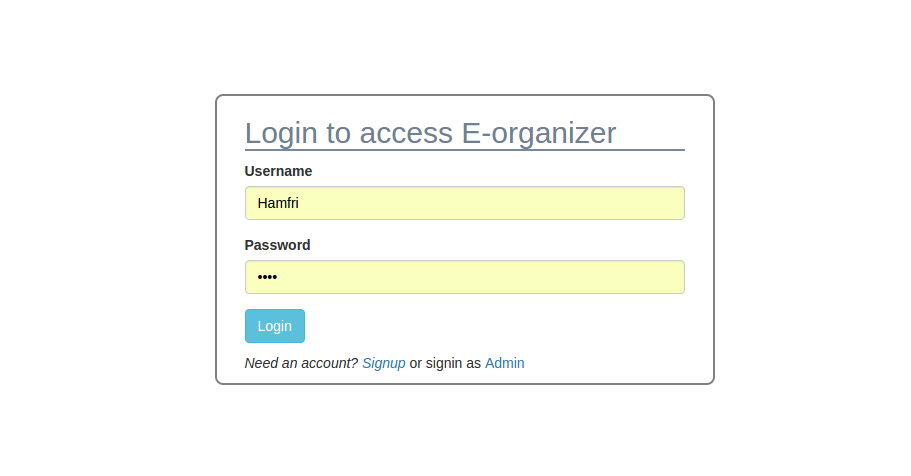 Login to access E-organizer
Username
Hamfri
Password
••••
Login
Need an account? Signup or signin as Admin